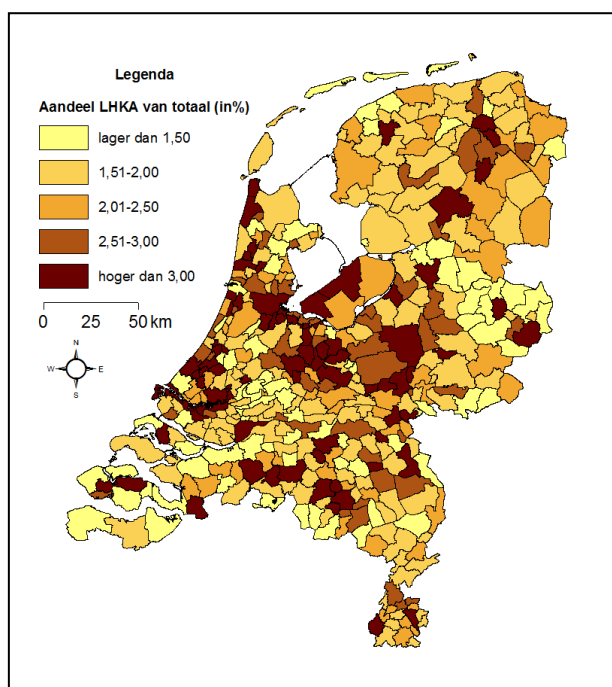 Legenda
Aandeel LHKA van totaal (in%)
lager dan 1,50
1,51-2,00
2,01-2,50
2,51-3,00
hoger dan 3,00
0 25 50 km
N
W E
S